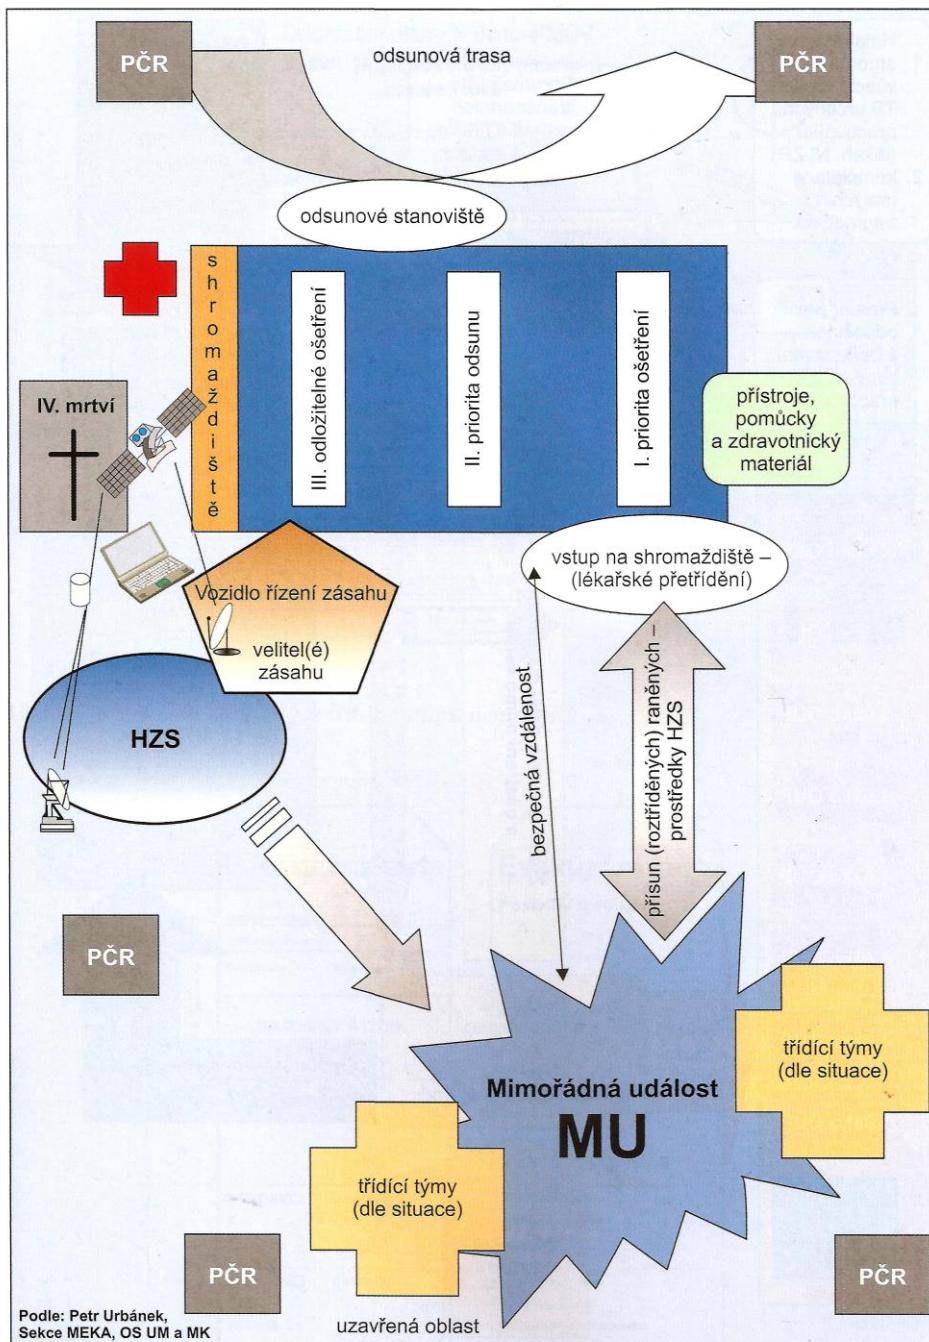 PČR
odsunová trasa
PČR
odsunové stanoviště
shromaždiště
III. odložitelné ošetření
II. priorita odsunu
I. priorita ošetření
přístroje,
pomůcky
a zdravotnický
materiál
IV. mrtví
vstup na shromaždiště –
(lékařské přetřídění)
Vozidlo řízení zásahu
velitel(é)
zásahu
HZS
bezpečná vzdálenost
přísun (roztříděných) raněných –
prostředky HZS
PČR
třídící týmy
(dle situace)
Mimořádná událost
MU
třídící týmy
(dle situace)
PČR
PČR
Podle: Petr Urbánek,
Sekce MEKA, OS UM a MK
uzavřená oblast